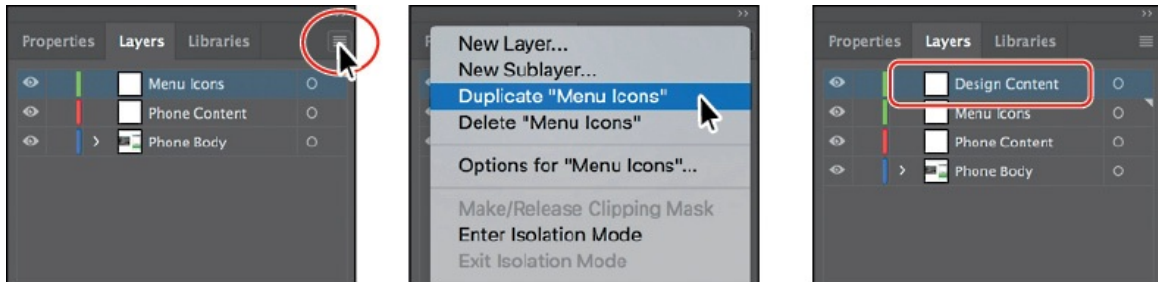 Properties Layers Libraries
Menu Icons
Phone Content
Phone Body
New Layer...
New Sublayer...
Duplicate "Menu Icons"
Delete "Menu Icons"
Options for "Menu Icons"...
Make/Release Clipping Mask
Enter Isolation Mode
Exit Isolation Mode
Properties Layers Libraries
Design Content
Menu Icons
Phone Content
Phone Body